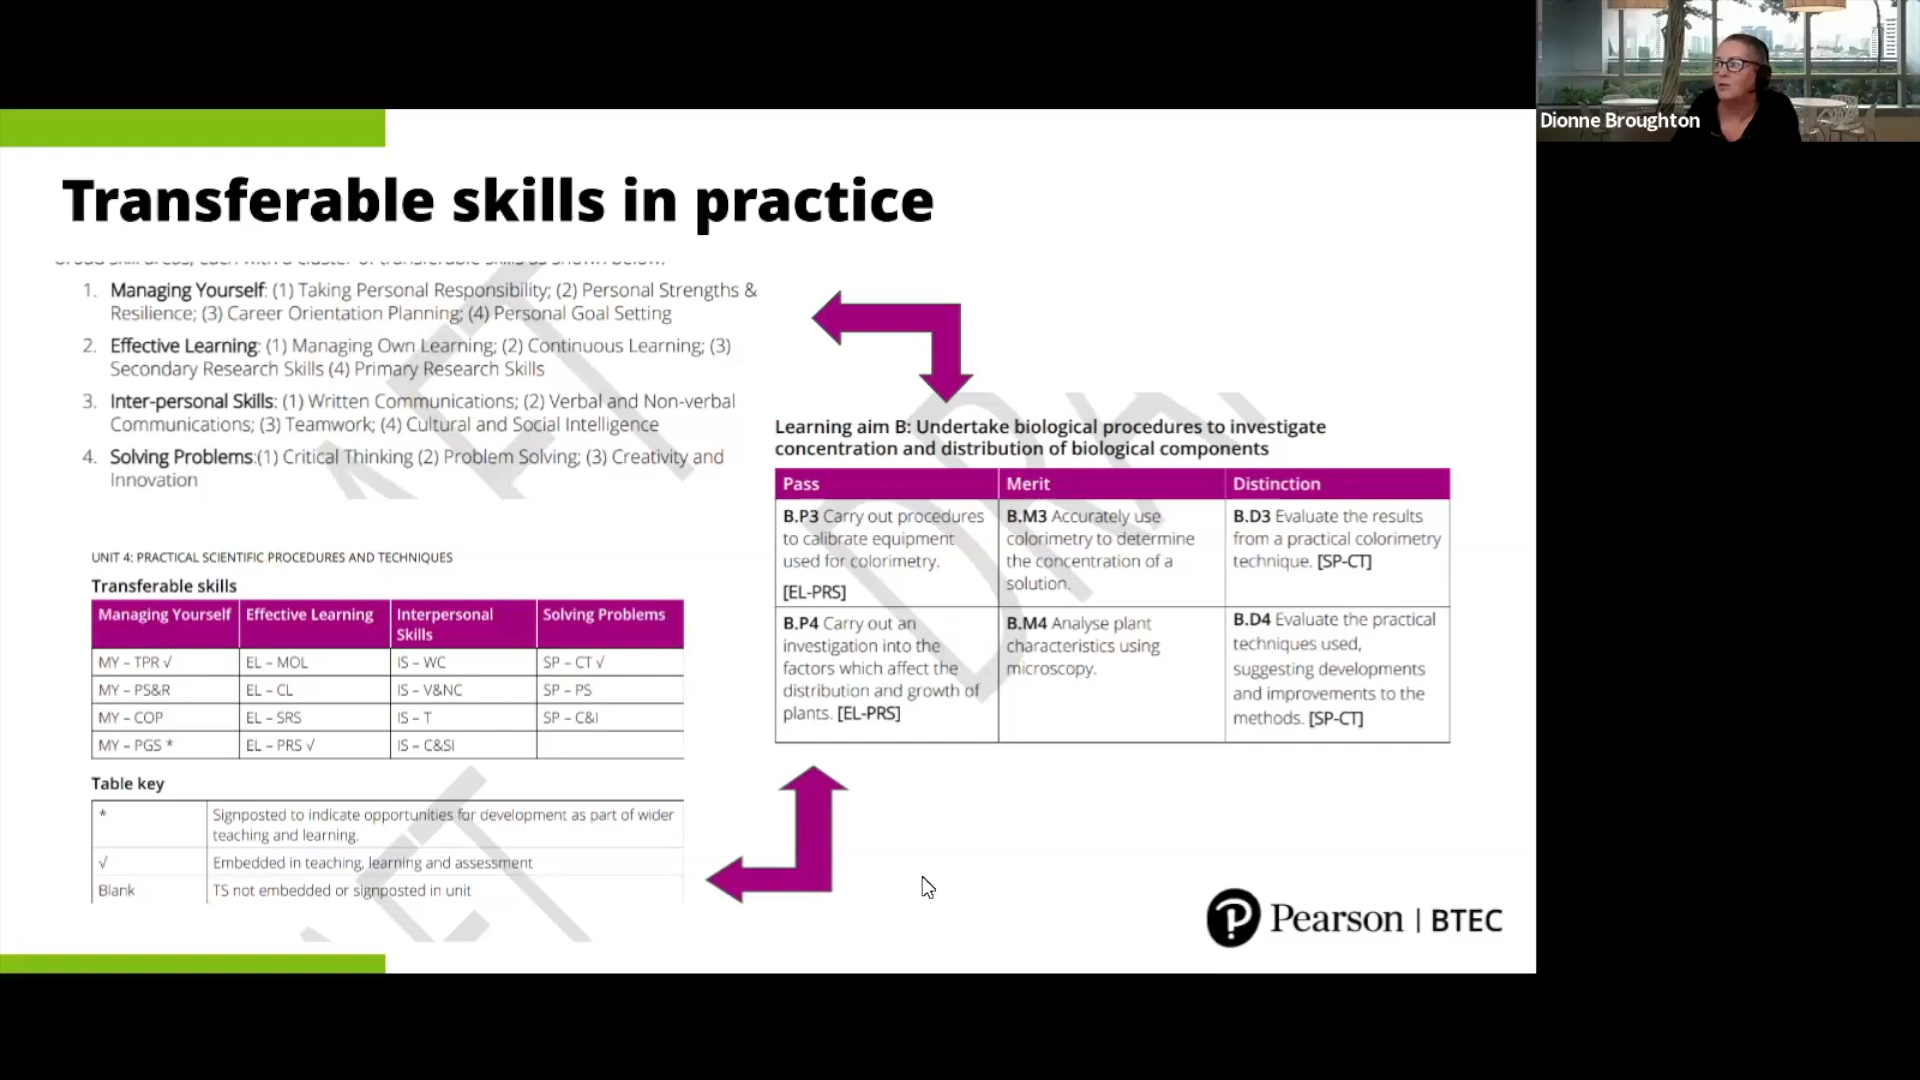 Dionne Broughton
Transferable skills in practice
broad skill areas, each with a cluster of transferable skills as shown below:
1. Managing Yourself: (1) Taking Personal Responsibility; (2) Personal Strengths &
Resilience; (3) Career Orientation Planning; (4) Personal Goal Setting
2. Effective Learning: (1) Managing Own Learning; (2) Continuous Learning; (3)
Secondary Research Skills (4) Primary Research Skills
3. Inter-personal Skills: (1) Written Communications; (2) Verbal and Non-verbal
Communications; (3) Teamwork; (4) Cultural and Social Intelligence
4. Solving Problems:(1) Critical Thinking (2) Problem Solving; (3) Creativity and
Innovation
UNIT 4: PRACTICAL SCIENTIFIC PROCEDURES AND TECHNIQUES
Transferable skills
Managing Yourself Effective Learning Interpersonal Skills Solving Problems
MY – TPR √ EL – MOL IS – WC SP – CT √
MY – PS&R EL – CL IS – V&NC SP – PS
MY – COP EL – SRS IS – T SP – C&I
MY – PGS * EL – PRS √ IS – C&SI
Table key
* Signposted to indicate opportunities for development as part of wider
teaching and learning.
√ Embedded in teaching, learning and assessment
Blank TS not embedded or signposted in unit
Learning aim B: Undertake biological procedures to investigate
concentration and distribution of biological components
Pass Merit Distinction
B.P3 Carry out procedures
to calibrate equipment
used for colorimetry.
[EL-PRS]
B.M3 Accurately use
colorimetry to determine
the concentration of a
solution.
B.D3 Evaluate the results
from a practical colorimetry
technique. [SP-CT]
B.P4 Carry out an
investigation into the
factors which affect the
distribution and growth of
plants. [EL-PRS]
B.M4 Analyse plant
characteristics using
microscopy.
B.D4 Evaluate the practical
techniques used,
suggesting developments
and improvements to the
methods. [SP-CT]
Pearson | BTEC